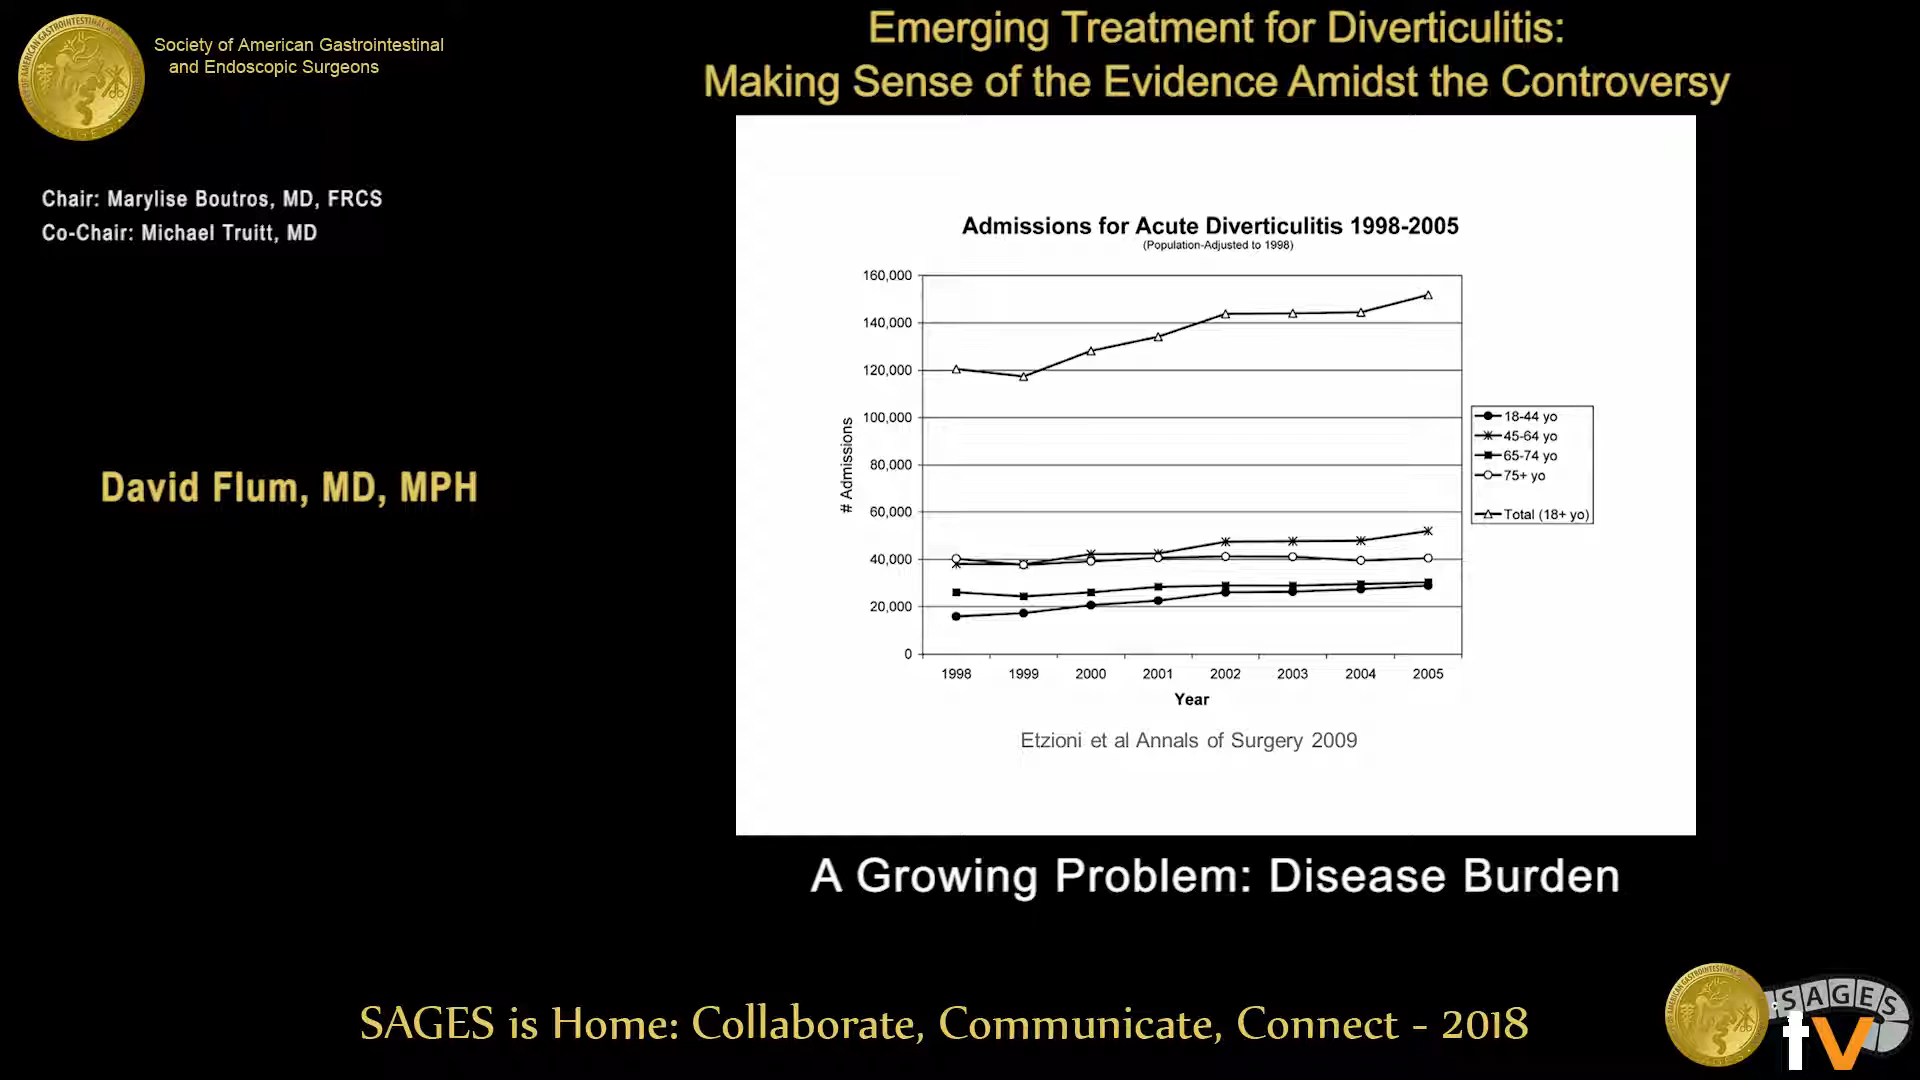 Society of American Gastrointestinal
and Endoscopic Surgeons
Emerging Treatment for Diverticulitis:
Making Sense of the Evidence Amidst the Controversy
Chair: Marylise Boutros, MD, FRCS
Co-Chair: Michael Truitt, MD
David Flum, MD, MPH
Admissions for Acute Diverticulitis 1998-2005
(Population-Adjusted to 1998)
# Admissions
160,000
140,000
120,000
100,000
80,000
60,000
40,000
20,000
0
1998 1999 2000 2001 2002 2003 2004 2005
Year
18-44 yo
45-64 yo
65-74 yo
75+ yo
Total (18+ yo)
Etzioni et al Annals of Surgery 2009
A Growing Problem: Disease Burden
SAGES is Home: Collaborate, Communicate, Connect - 2018
SAGES
tv